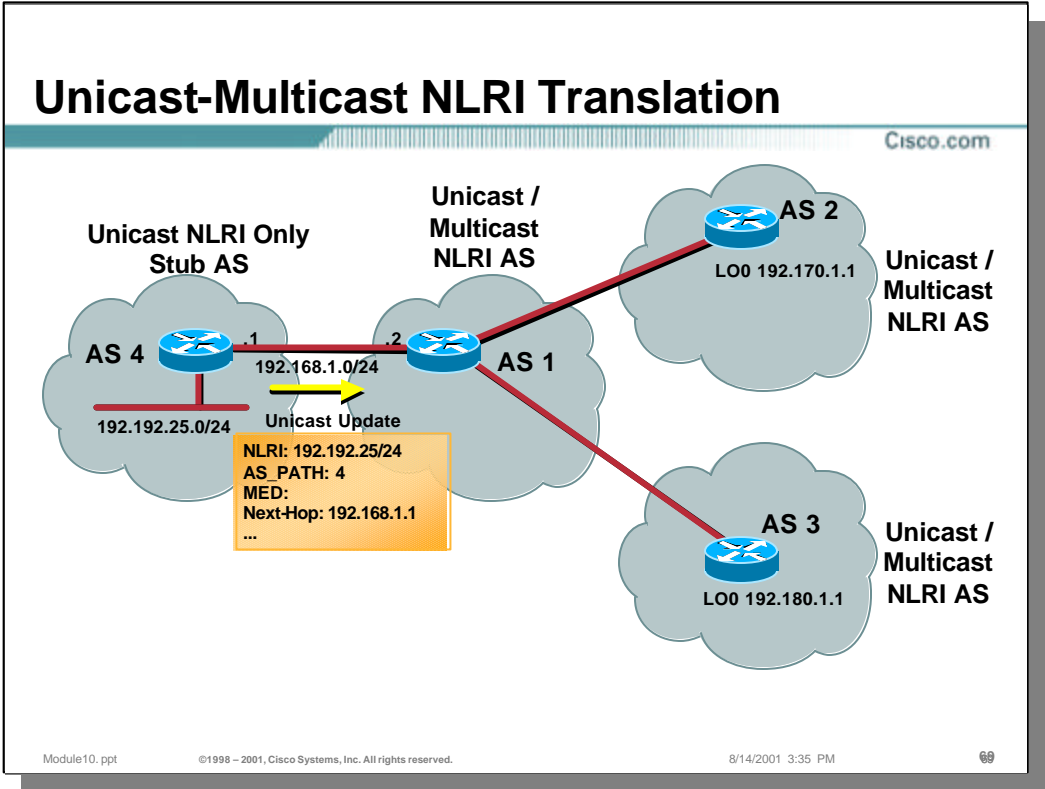 Unicast-Multicast NLRI Translation
Cisco.com
Unicast NLRI Only
Stub AS
Unicast /
Multicast
NLRI AS
AS 2
LO0 192.170.1.1
Unicast /
Multicast
NLRI AS
AS 4
.1
.2
192.168.1.0/24
AS 1
192.192.25.0/24
Unicast Update
NLRI: 192.192.25/24
AS_PATH: 4
MED:
Next-Hop: 192.168.1.1
...
AS 3
LO0 192.180.1.1
Unicast /
Multicast
NLRI AS
Module10. ppt
©1998 – 2001, Cisco Systems, Inc. All rights reserved.
8/14/2001 3:35 PM